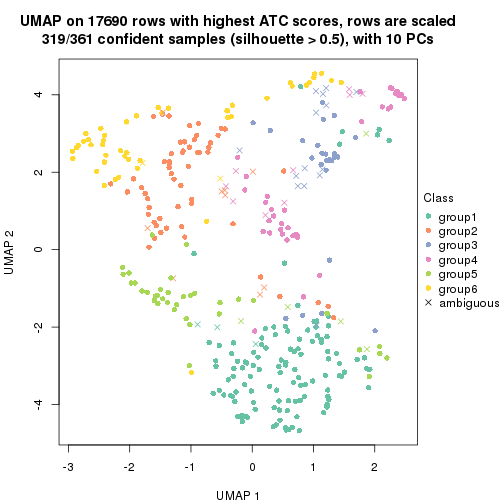 UMAP on 17690 rows with highest ATC scores, rows are scaled
319/361 confident samples (silhouette > 0.5), with 10 PCs
4
2
0
-2
-4
UMAP 2
-3
-2
-1
0
1
2
UMAP 1
Class
group1
group2
group3
group4
group5
group6
ambiguous